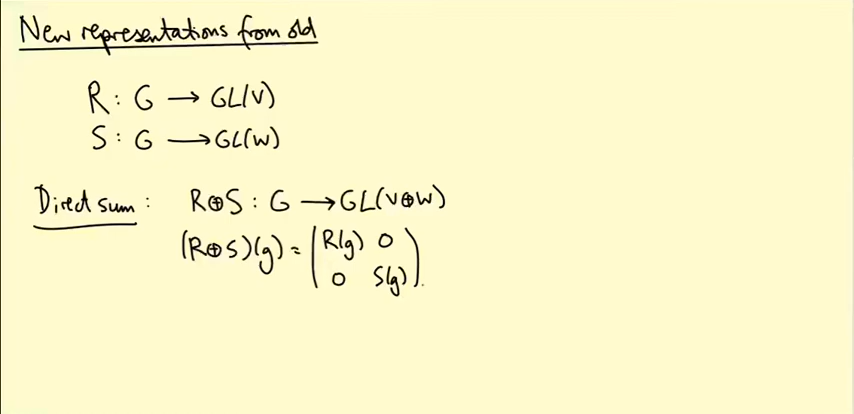 New representations from old
R : G → GL(V)
S : G → GL(W)
Direct sum : R⊕S : G → GL(V⊕W)
(R⊕S)(g) = ( R(g) 0
0 S(g) ).